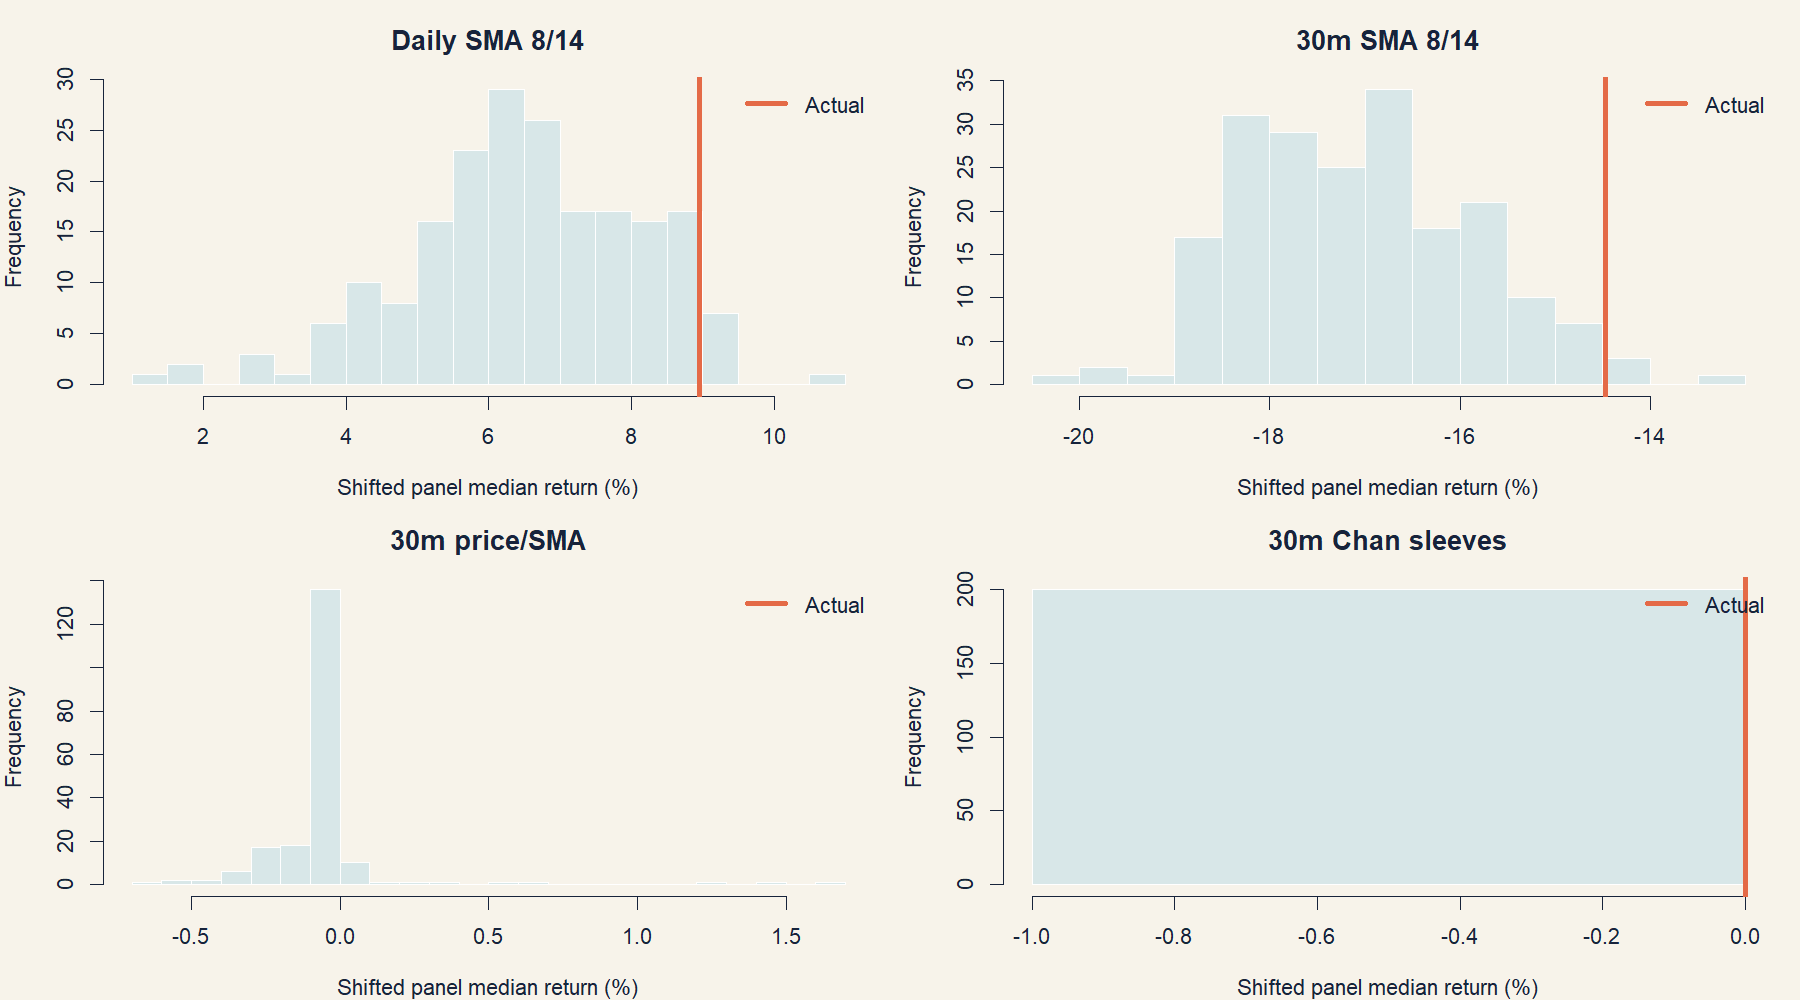 Daily SMA 8/14
Frequency
0 5 10 15 20 25 30
Actual
2 4 6 8 10
Shifted panel median return (%)
30m SMA 8/14
Frequency
0 5 10 15 20 25 30 35
Actual
-20 -18 -16 -14
Shifted panel median return (%)
30m price/SMA
Frequency
0 20 40 60 80 120
Actual
-0.5 0.0 0.5 1.0 1.5
Shifted panel median return (%)
30m Chan sleeves
Frequency
0 50 100 150 200
Actual
-1.0 -0.8 -0.6 -0.4 -0.2 0.0
Shifted panel median return (%)